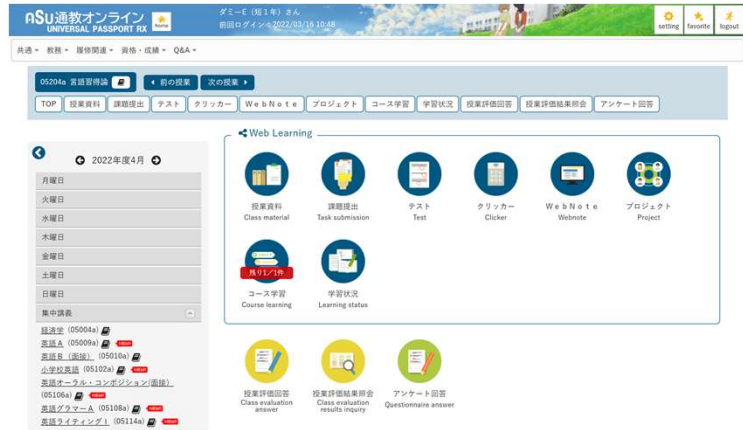 ASu通教オンライン
UNIVERSAL PASSPORT RX
home
ダミーE（短1年）さん
前回ログイン：2022/03/16 10:48
setting
favorite
logout
共通
教務
履修関連
資格・成績
Q&A
05204a 言語習得論
前の授業
次の授業
TOP
授業資料
課題提出
テスト
クリッカー
ＷｅｂＮｏｔｅ
プロジェクト
コース学習
学習状況
授業評価回答
授業評価結果照会
アンケート回答
2022年度4月
月曜日
火曜日
水曜日
木曜日
金曜日
土曜日
日曜日
集中講義
経済学 (05004a)
英語A (05009a) NEW!
英語B（面接） (05010a)
小学校英語 (05102a) NEW!
英語オーラル・コンポジション(面接)
(05106a) NEW!
英語グラマーA (05108a) NEW!
英語ライティングⅠ (05114a) NEW!
Web Learning
授業資料
Class material
課題提出
Task submission
テスト
Test
クリッカー
Clicker
ＷｅｂＮｏｔｅ
Webnote
プロジェクト
Project
残り1／1件
コース学習
Course learning
学習状況
Learning status
授業評価回答
Class evaluation
answer
授業評価結果照会
Class evaluation
results inquiry
アンケート回答
Questionnaire answer